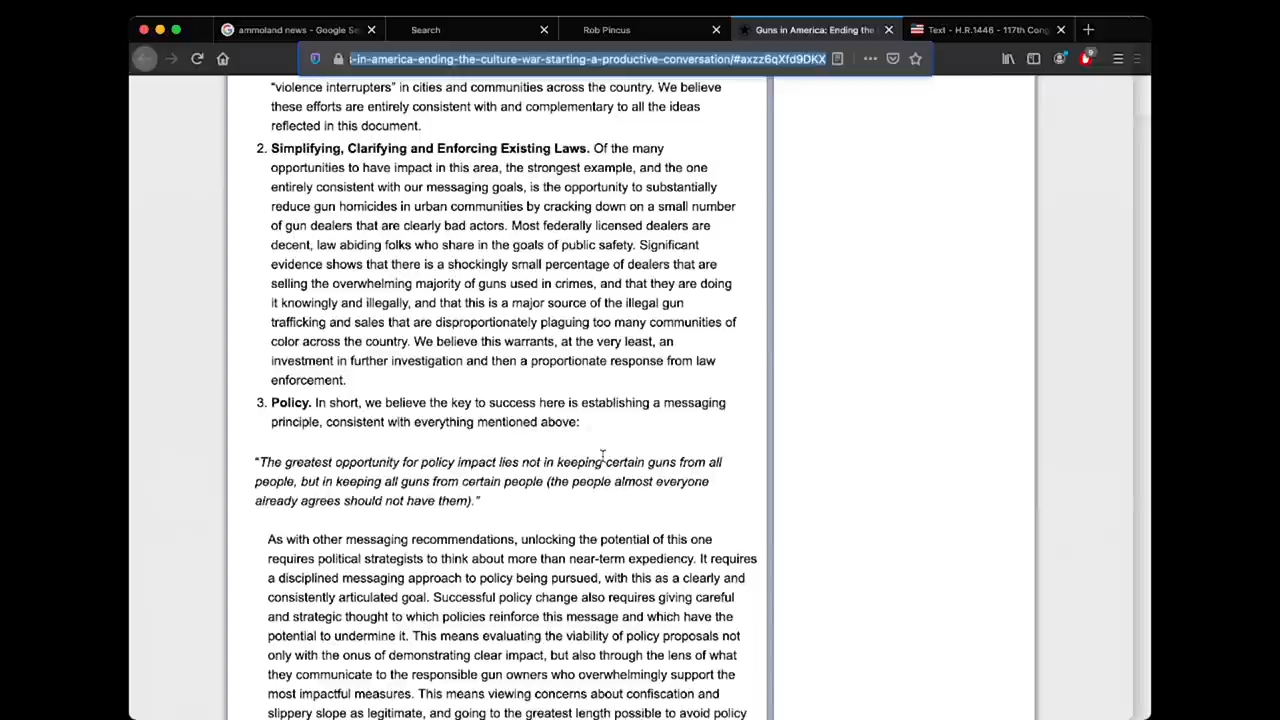 ammoland news - Google Se
Search
Rob Pincus
Guns in America: Ending the
Text - H.R.1446 - 117th Cong
-in-america-ending-the-culture-war-starting-a-productive-conversation/#axzz6qXfd9DKX
9
“violence interrupters” in cities and communities across the country. We believe
these efforts are entirely consistent with and complementary to all the ideas
reflected in this document.
2. Simplifying, Clarifying and Enforcing Existing Laws. Of the many
opportunities to have impact in this area, the strongest example, and the one
entirely consistent with our messaging goals, is the opportunity to substantially
reduce gun homicides in urban communities by cracking down on a small number
of gun dealers that are clearly bad actors. Most federally licensed dealers are
decent, law abiding folks who share in the goals of public safety. Significant
evidence shows that there is a shockingly small percentage of dealers that are
selling the overwhelming majority of guns used in crimes, and that they are doing
it knowingly and illegally, and that this is a major source of the illegal gun
trafficking and sales that are disproportionately plaguing too many communities of
color across the country. We believe this warrants, at the very least, an
investment in further investigation and then a proportionate response from law
enforcement.
3. Policy. In short, we believe the key to success here is establishing a messaging
principle, consistent with everything mentioned above:
“The greatest opportunity for policy impact lies not in keeping certain guns from all
people, but in keeping all guns from certain people (the people almost everyone
already agrees should not have them).”
As with other messaging recommendations, unlocking the potential of this one
requires political strategists to think about more than near-term expediency. It requires
a disciplined messaging approach to policy being pursued, with this as a clearly and
consistently articulated goal. Successful policy change also requires giving careful
and strategic thought to which policies reinforce this message and which have the
potential to undermine it. This means evaluating the viability of policy proposals not
only with the onus of demonstrating clear impact, but also through the lens of what
they communicate to the responsible gun owners who overwhelmingly support the
most impactful measures. This means viewing concerns about confiscation and
slippery slope as legitimate, and going to the greatest length possible to avoid policy